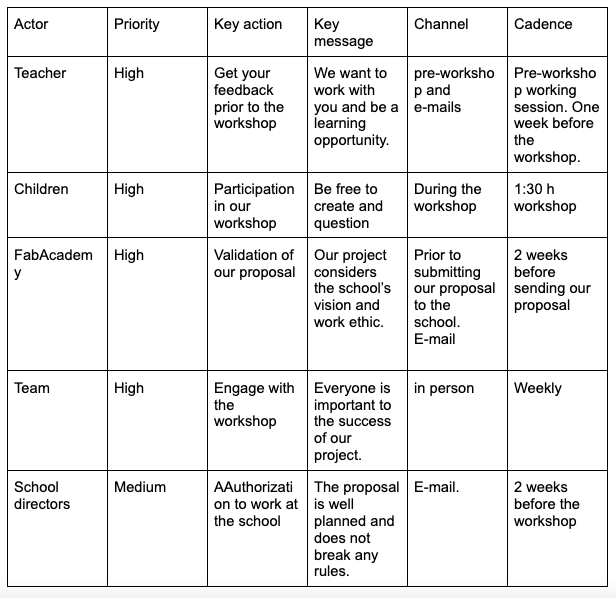 Actor
Priority
Key action
Key
message
Channel
Cadence
Teacher
High
Get your
feedback
prior to the
workshop
We want to
work with
you and be a
learning
opportunity.
pre-worksho
p and
e-mails
Pre-worksho
p working
session. One
week before
the
workshop.
Children
High
Participation
in our
workshop
Be free to
create and
question
During the
workshop
1:30 h
workshop
FabAcadem
y
High
Validation of
our proposal
Our project
considers
the school’s
vision and
work ethic.
Prior to
submitting
our proposal
to the
school.
E-mail
2 weeks
before
sending our
proposal
Team
High
Engage with
the
workshop
Everyone is
important to
the success
of our
project.
in person
Weekly
School
directors
Medium
AAuthorizati
on to work at
the school
The proposal
is well
planned and
does not
break any
rules.
E-mail.
2 weeks
before the
workshop